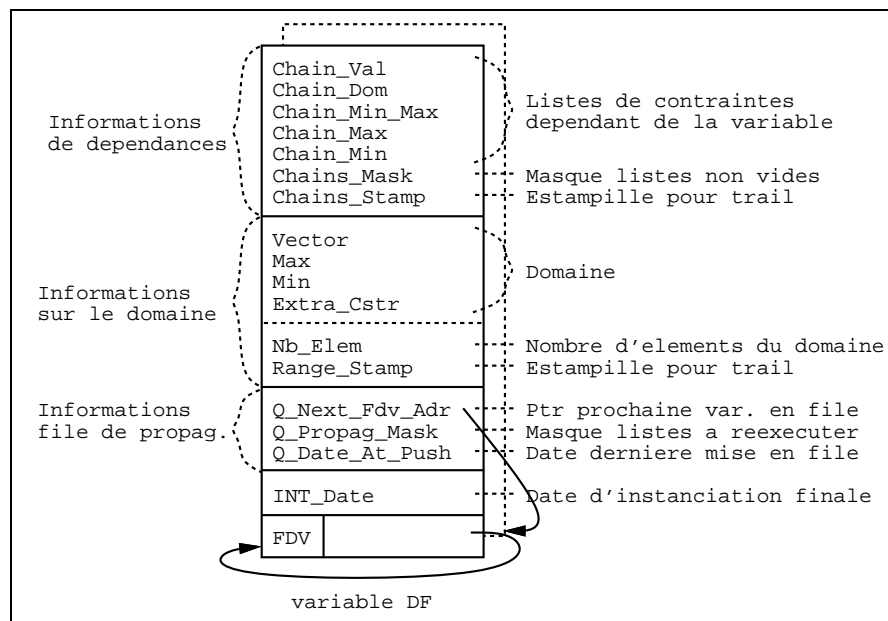 Chain_Val
Chain_Dom
Chain_Min_Max
Chain_Max
Chain_Min
Chains_Mask
Chains_Stamp
Informations
de dependances
Listes de contraintes
dependant de la variable
Masque listes non vides
Estampille pour trail
Vector
Max
Min
Extra_Cstr
Nb_Elem
Range_Stamp
Informations
sur le domaine
Domaine
Nombre d'elements du domaine
Estampille pour trail
Informations
file de propag.
Q_Next_Fdv_Adr
Q_Propag_Mask
Q_Date_At_Push
Ptr prochaine var. en file
Masque listes a reexecuter
Date derniere mise en file
INT_Date
Date d'instanciation finale
FDV
variable DF